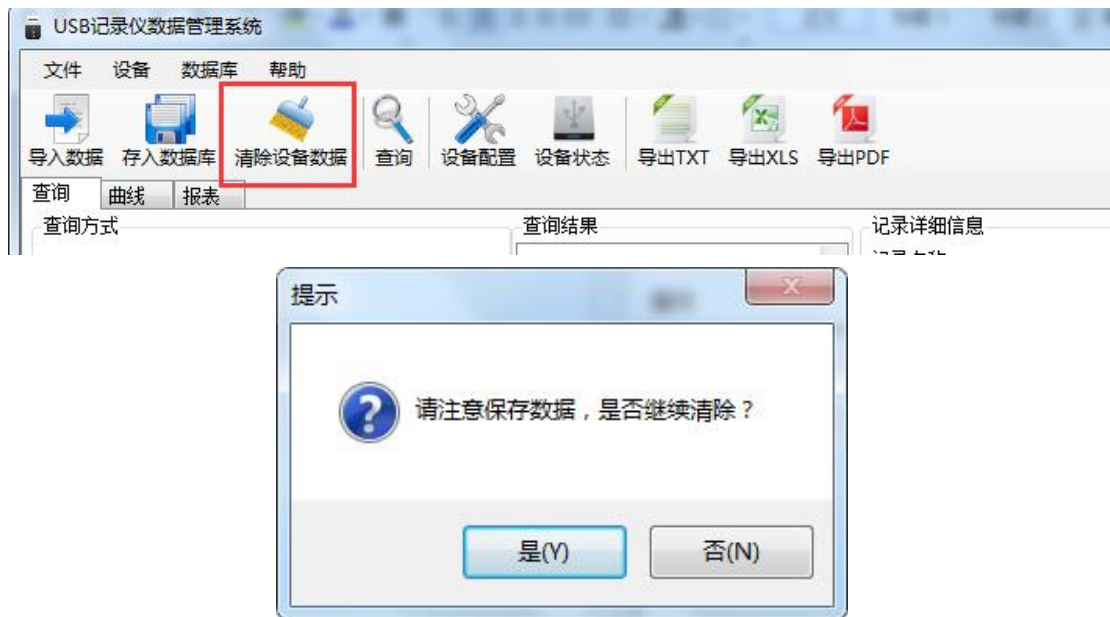 USB记录仪数据管理系统
文件 设备 数据库 帮助
导入数据 存入数据库 清除设备数据 查询 设备配置 设备状态 导出TXT 导出XLS 导出PDF
查询 曲线 报表
查询方式 查询结果 记录详细信息
提示
请注意保存数据，是否继续清除？
是(Y) 否(N)